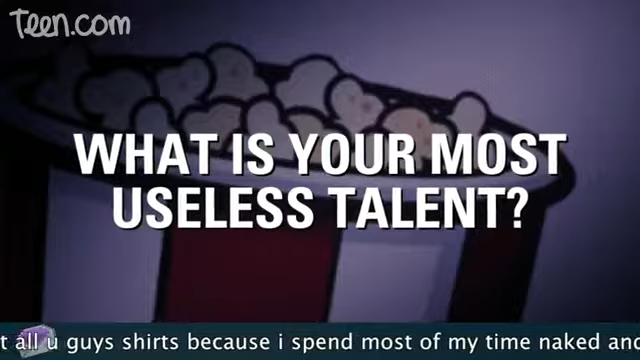 Teen.com
WHAT IS YOUR MOST
USELESS TALENT?
t all u guys shirts because i spend most of my time naked and